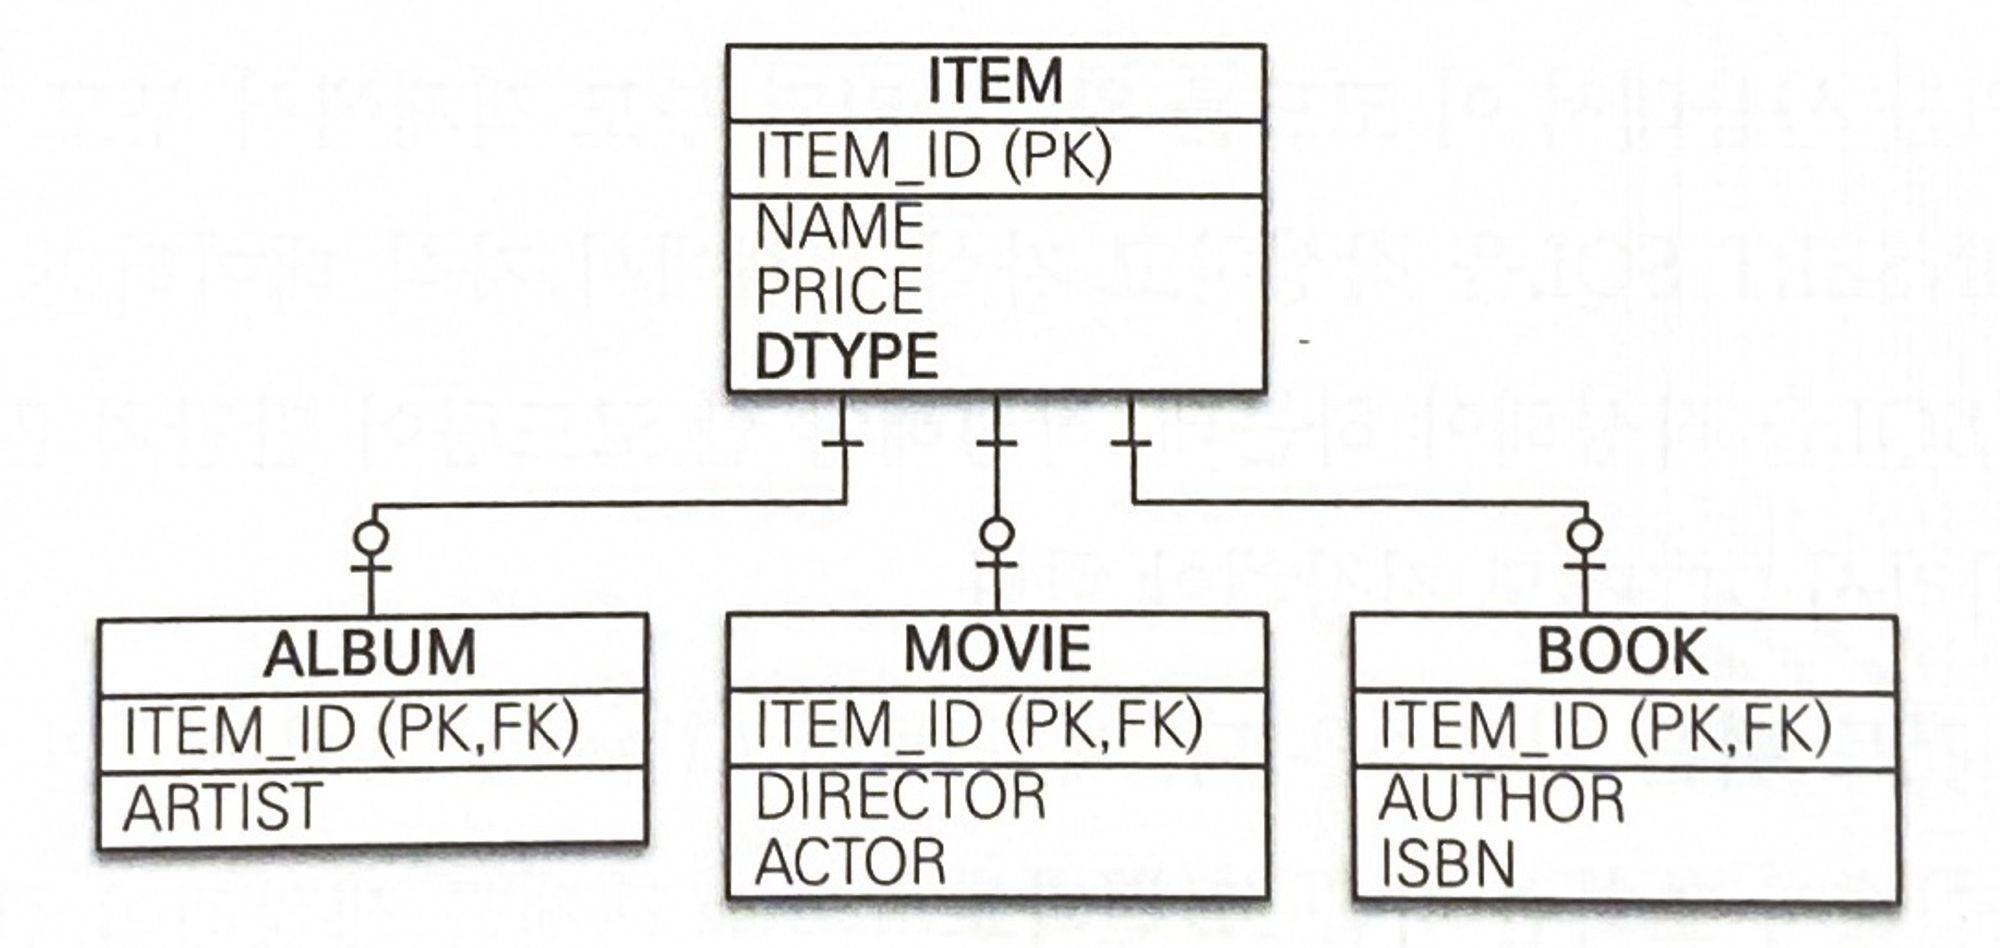 ITEM
ITEM_ID (PK)
NAME
PRICE
DTYPE
ALBUM
ITEM_ID (PK,FK)
ARTIST
MOVIE
ITEM_ID (PK,FK)
DIRECTOR
ACTOR
BOOK
ITEM_ID (PK,FK)
AUTHOR
ISBN